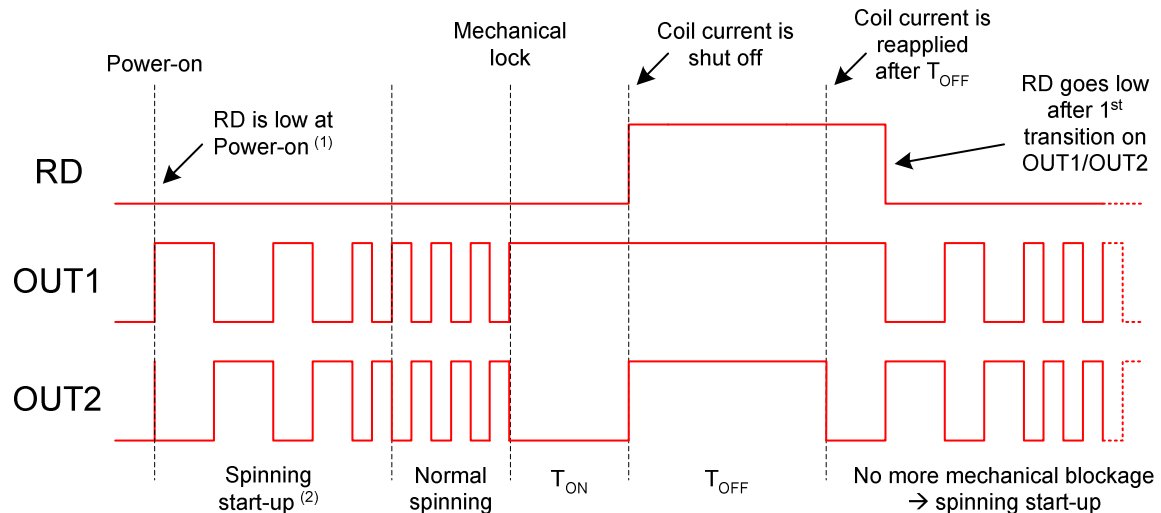 Power-on
RD is low at
Power-on (1)
Mechanical
lock
Coil current is
shut off
Coil current is
reapplied
after TOFF
RD goes low
after 1st
transition on
OUT1/OUT2
RD
OUT1
OUT2
Spinning
start-up (2)
Normal
spinning
TON
TOFF
No more mechanical blockage
→ spinning start-up